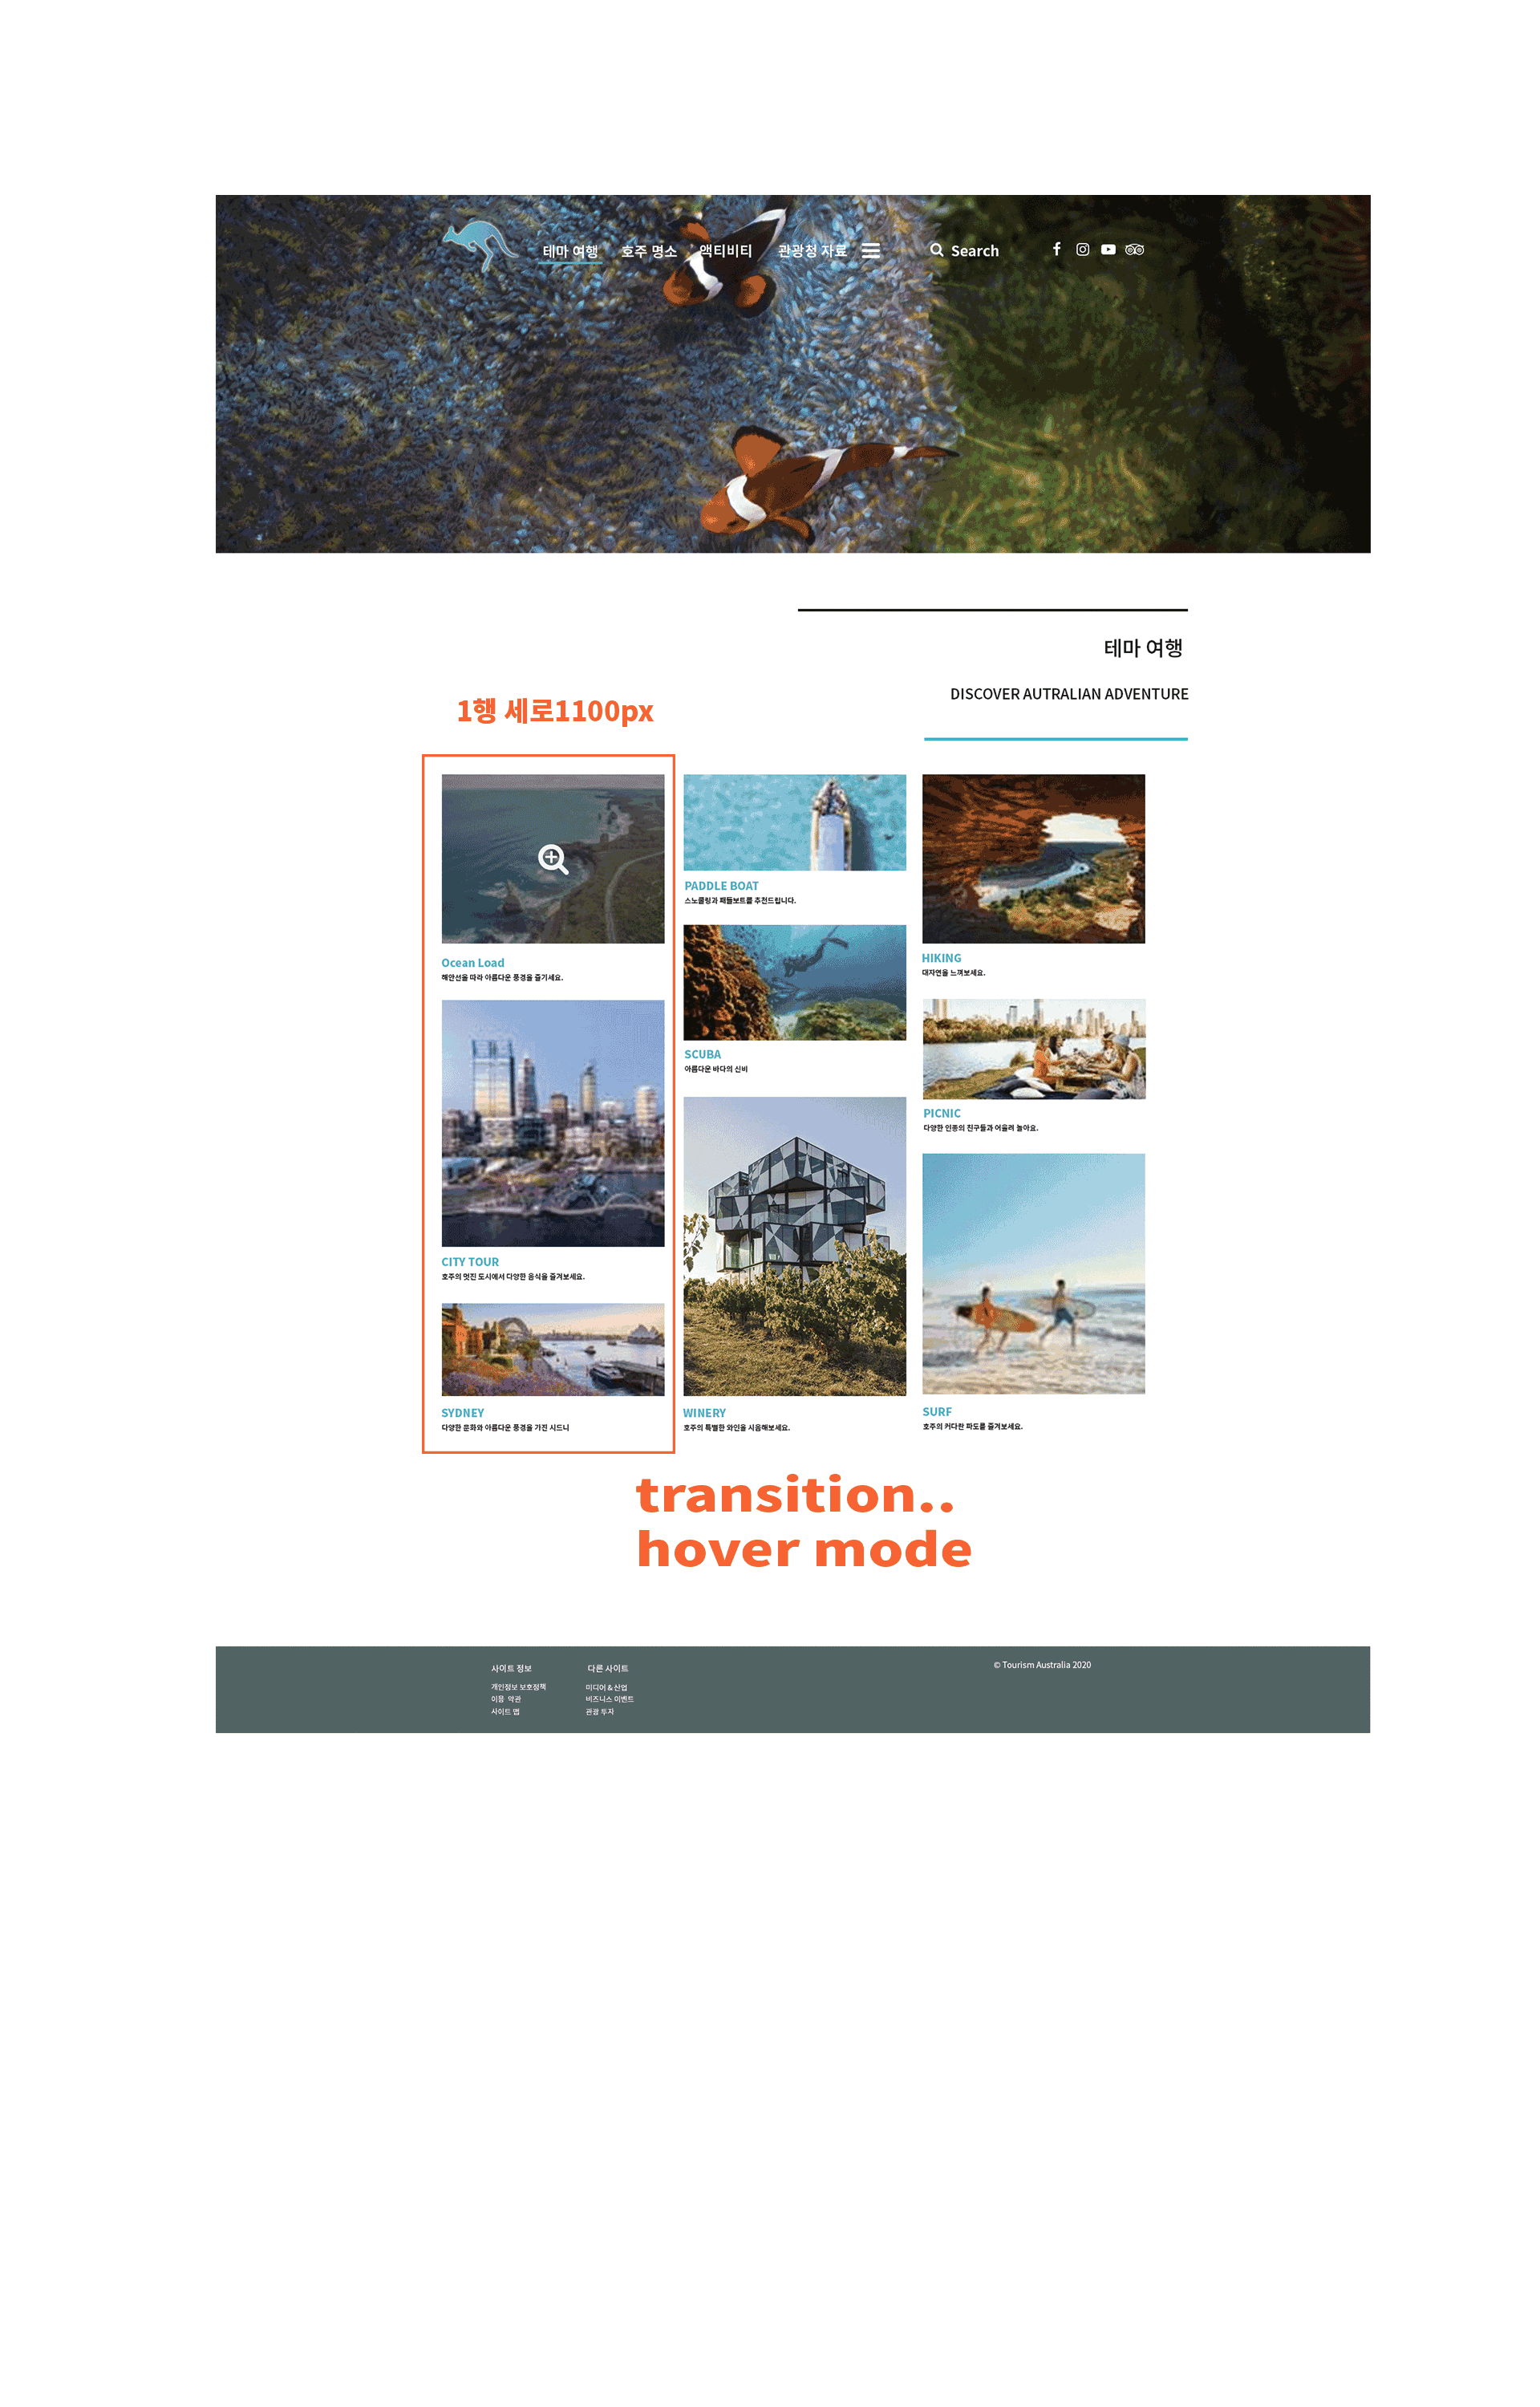 테마 여행
호주 명소
액티비티
관광청 자료
Search
테마 여행
DISCOVER AUTRALIAN ADVENTURE
1행 세로1100px
Ocean Load
해안선을 따라 아름다운 풍경을 즐기세요.
CITY TOUR
호주의 멋진 도시에서 다양한 음식을 즐겨보세요.
SYDNEY
다양한 문화와 아름다운 풍경을 가진 시드니
PADDLE BOAT
스노쿨링과 패들보트를 추천드립니다.
SCUBA
아름다운 바다의 신비
WINERY
호주의 특별한 와인을 시음해보세요.
HIKING
대자연을 느껴보세요.
PICNIC
다양한 인종의 친구들과 어울려 놀아요.
SURF
호주의 커다란 파도를 즐겨보세요.
transition..
hover mode
사이트 정보
개인정보 보호정책
이용 약관
사이트 맵
다른 사이트
미디어 & 산업
비즈니스 이벤트
관광 투자
© Tourism Australia 2020